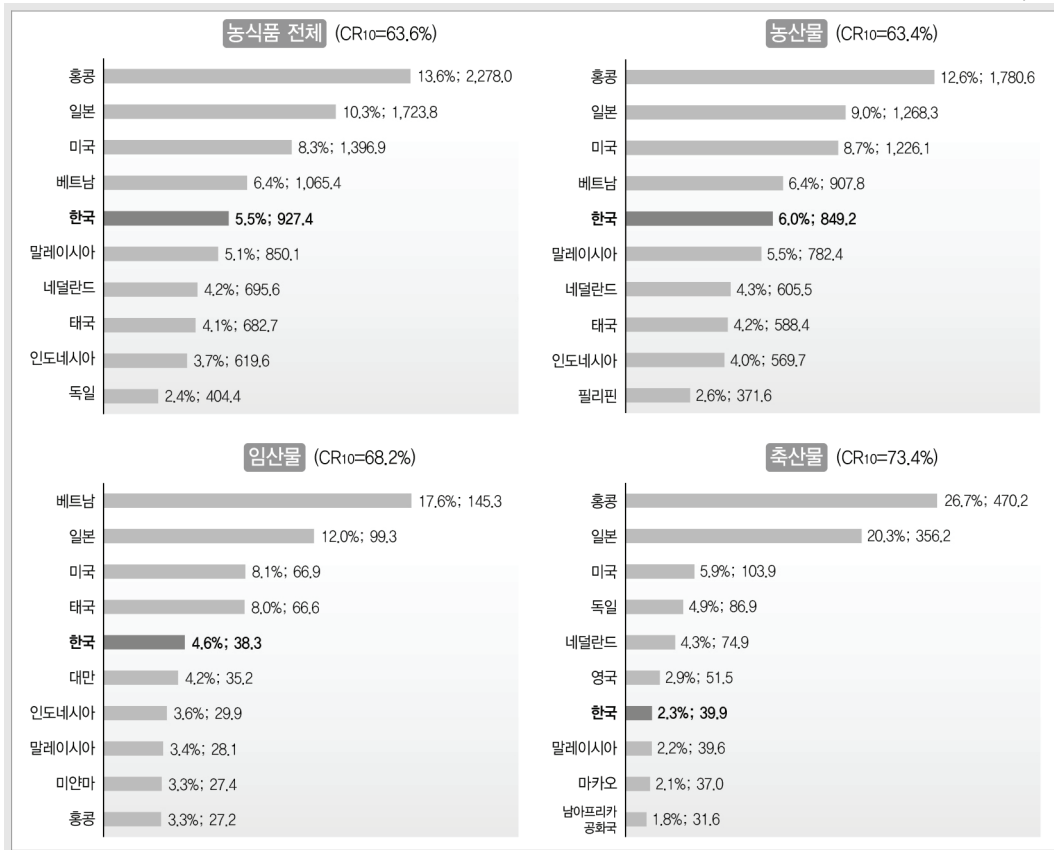 농식품 전체 (CR10=63.6%)
홍콩 13.6%; 2,278.0
일본 10.3%; 1,723.8
미국 8.3%; 1,396.9
베트남 6.4%; 1,065.4
한국 5.5%; 927.4
말레이시아 5.1%; 850.1
네덜란드 4.2%; 695.6
태국 4.1%; 682.7
인도네시아 3.7%; 619.6
독일 2.4%; 404.4
농산물 (CR10=63.4%)
홍콩 12.6%; 1,780.6
일본 9.0%; 1,268.3
미국 8.7%; 1,226.1
베트남 6.4%; 907.8
한국 6.0%; 849.2
말레이시아 5.5%; 782.4
네덜란드 4.3%; 605.5
태국 4.2%; 588.4
인도네시아 4.0%; 569.7
필리핀 2.6%; 371.6
임산물 (CR10=68.2%)
베트남 17.6%; 145.3
일본 12.0%; 99.3
미국 8.1%; 66.9
태국 8.0%; 66.6
한국 4.6%; 38.3
대만 4.2%; 35.2
인도네시아 3.6%; 29.9
말레이시아 3.4%; 28.1
미얀마 3.3%; 27.4
홍콩 3.3%; 27.2
축산물 (CR10=73.4%)
홍콩 26.7%; 470.2
일본 20.3%; 356.2
미국 5.9%; 103.9
독일 4.9%; 86.9
네덜란드 4.3%; 74.9
영국 2.9%; 51.5
한국 2.3%; 39.9
말레이시아 2.2%; 39.6
마카오 2.1%; 37.0
남아프리카
공화국 1.8%; 31.6